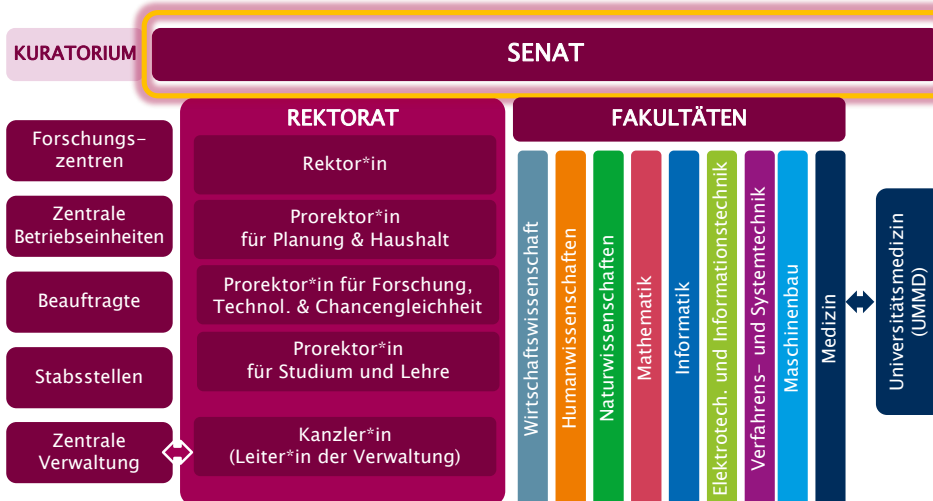 KURATORIUM
SENAT
Forschungs-
zentren
Zentrale
Betriebseinheiten
Beauftragte
Stabsstellen
Zentrale
Verwaltung
REKTORAT
Rektor*in
Prorektor*in
für Planung & Haushalt
Prorektor*in für Forschung,
Technol. & Chancengleichheit
Prorektor*in
für Studium und Lehre
Kanzler*in
(Leiter*in der Verwaltung)
FAKULTÄTEN
Wirtschaftswissenschaft
Humanwissenschaften
Naturwissenschaften
Mathematik
Informatik
Elektrotech. und Informationstechnik
Verfahrens- und Systemtechnik
Maschinenbau
Medizin
Universitätsmedizin
(UMMD)